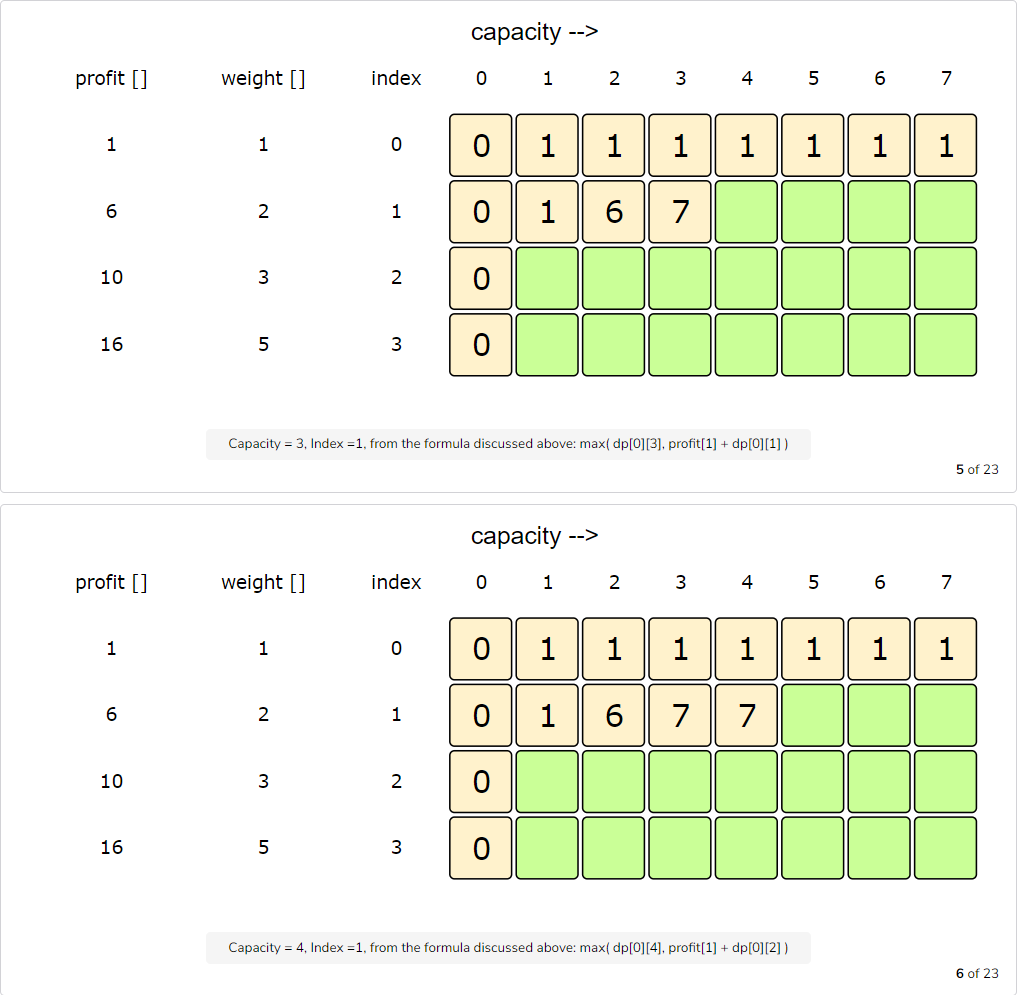 capacity -->
profit [] weight [] index 0 1 2 3 4 5 6 7
1 1 0 0 1 1 1 1 1 1 1
6 2 1 0 1 6 7
10 3 2 0
16 5 3 0
Capacity = 3, Index =1, from the formula discussed above: max( dp[0][3], profit[1] + dp[0][1] )
5 of 23
capacity -->
profit [] weight [] index 0 1 2 3 4 5 6 7
1 1 0 0 1 1 1 1 1 1 1
6 2 1 0 1 6 7 7
10 3 2 0
16 5 3 0
Capacity = 4, Index =1, from the formula discussed above: max( dp[0][4], profit[1] + dp[0][2] )
6 of 23